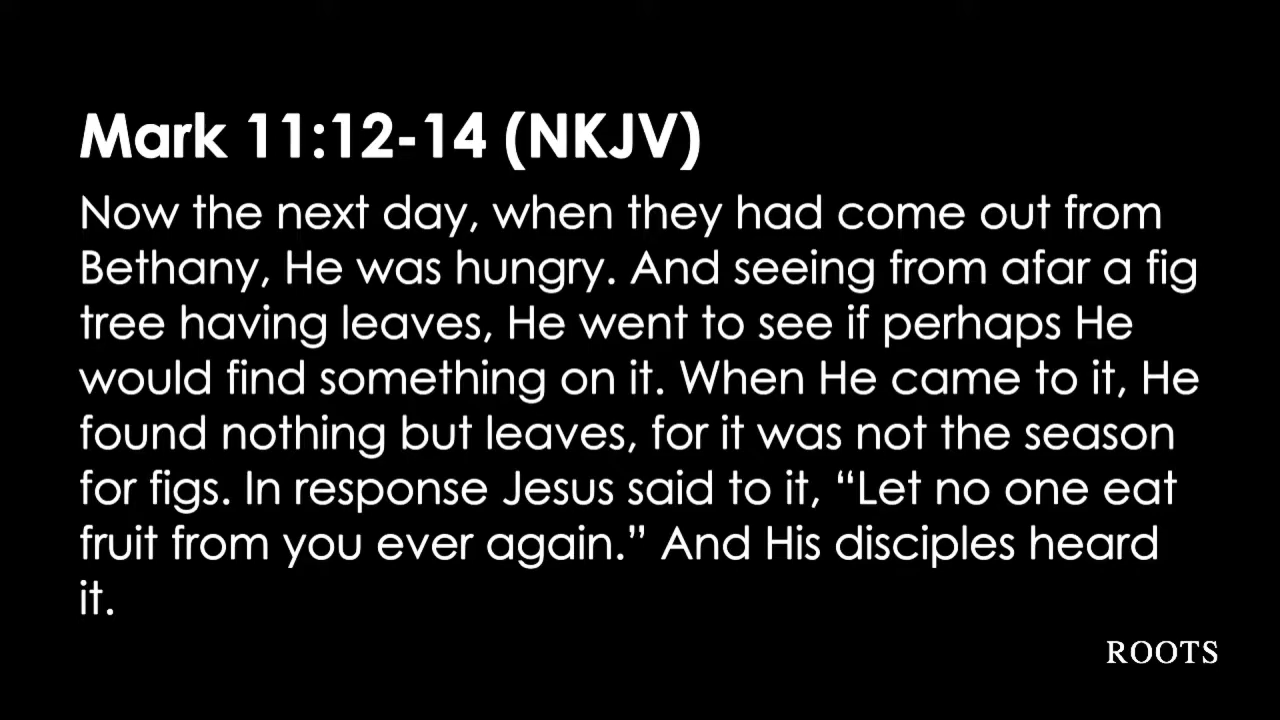 Mark 11:12-14 (NKJV)
Now the next day, when they had come out from
Bethany, He was hungry. And seeing from afar a fig
tree having leaves, He went to see if perhaps He
would find something on it. When He came to it, He
found nothing but leaves, for it was not the season
for figs. In response Jesus said to it, “Let no one eat
fruit from you ever again.” And His disciples heard
it.
ROOTS